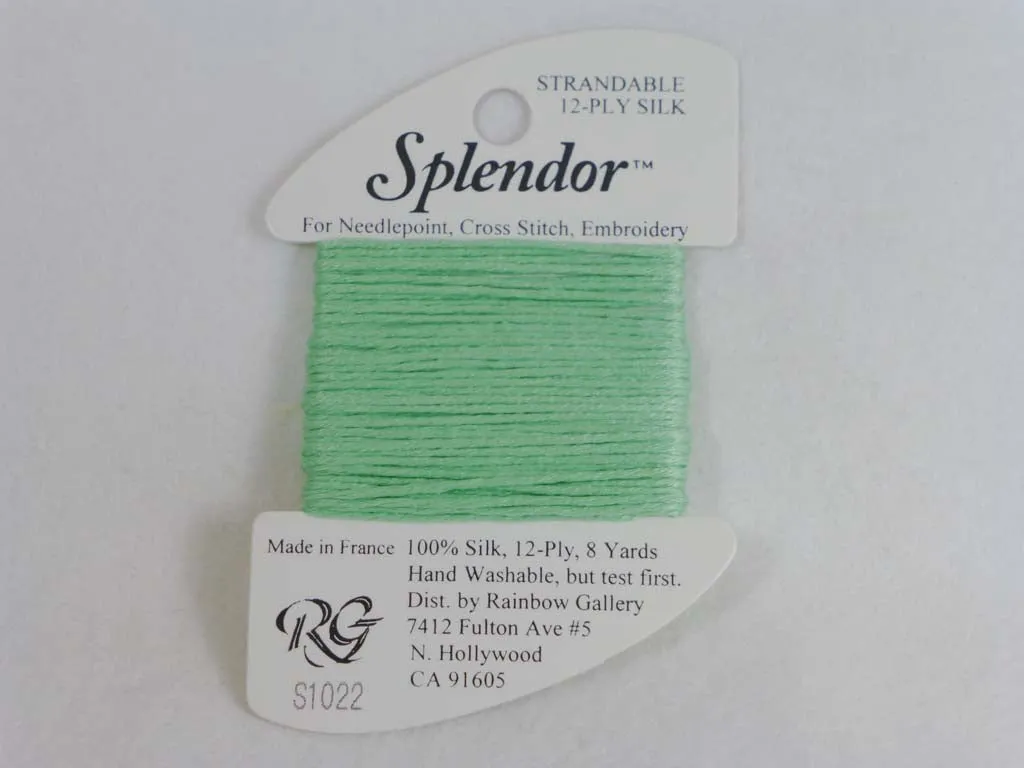 STRANDABLE
12-PLY SILK
Splendor™
For Needlepoint, Cross Stitch, Embroidery
Made in France
100% Silk, 12-Ply, 8 Yards
Hand Washable, but test first.
Dist. by Rainbow Gallery
7412 Fulton Ave #5
N. Hollywood
CA 91605
RG
S1022